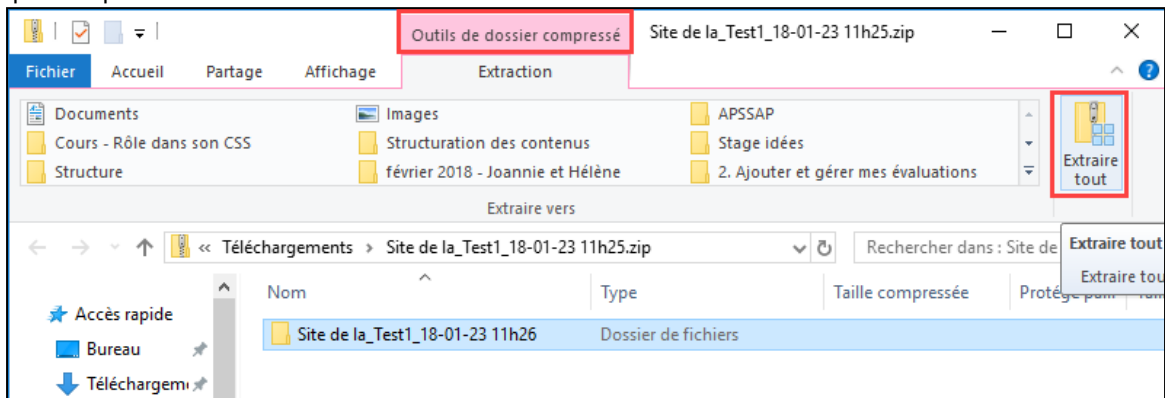 Outils de dossier compressé Site de la_Test1_18-01-23 11h25.zip
Fichier Accueil Partage Affichage Extraction
Documents Images APSSAP
Cours - Rôle dans son CSS Structuration des contenus Stage idées
Structure février 2018 - Joannie et Hélène 2. Ajouter et gérer mes évaluations
Extraire
tout
Extraire vers
« Téléchargements › Site de la_Test1_18-01-23 11h25.zip Rechercher dans : Site de
Extraire tout
Extraire tou
Nom Type Taille compressée
Accès rapide
Site de la_Test1_18-01-23 11h26 Dossier de fichiers
Bureau
Téléchargem